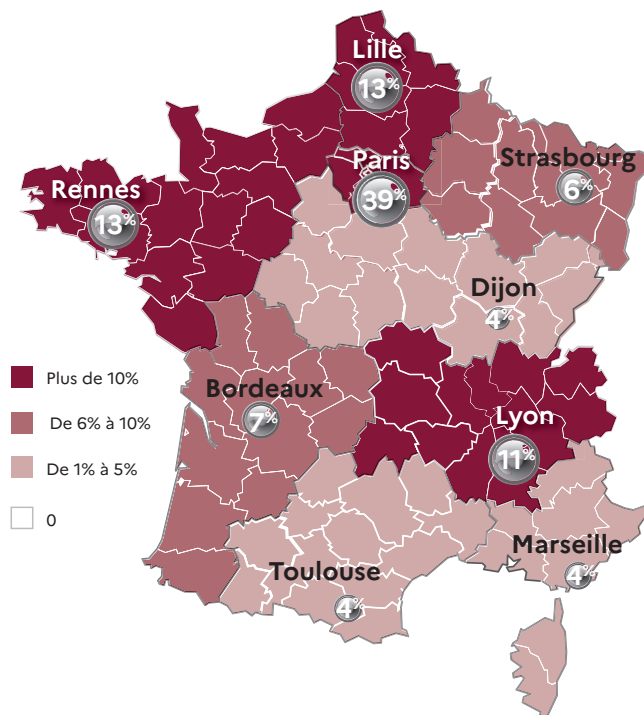 Lille
13%
Paris
39%
Strasbourg
6%
Rennes
13%
Dijon
4%
Plus de 10%
De 6% à 10%
De 1% à 5%
0
Bordeaux
7%
Lyon
11%
Marseille
4%
Toulouse
4%